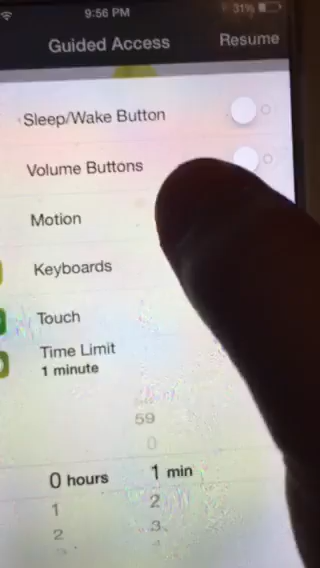 9:56 PM
31%
Guided Access
Resume
Sleep/Wake Button
Volume Buttons
Motion
Keyboards
Touch
Time Limit
1 minute
59
0
0 hours 1 min
1 2
2 3